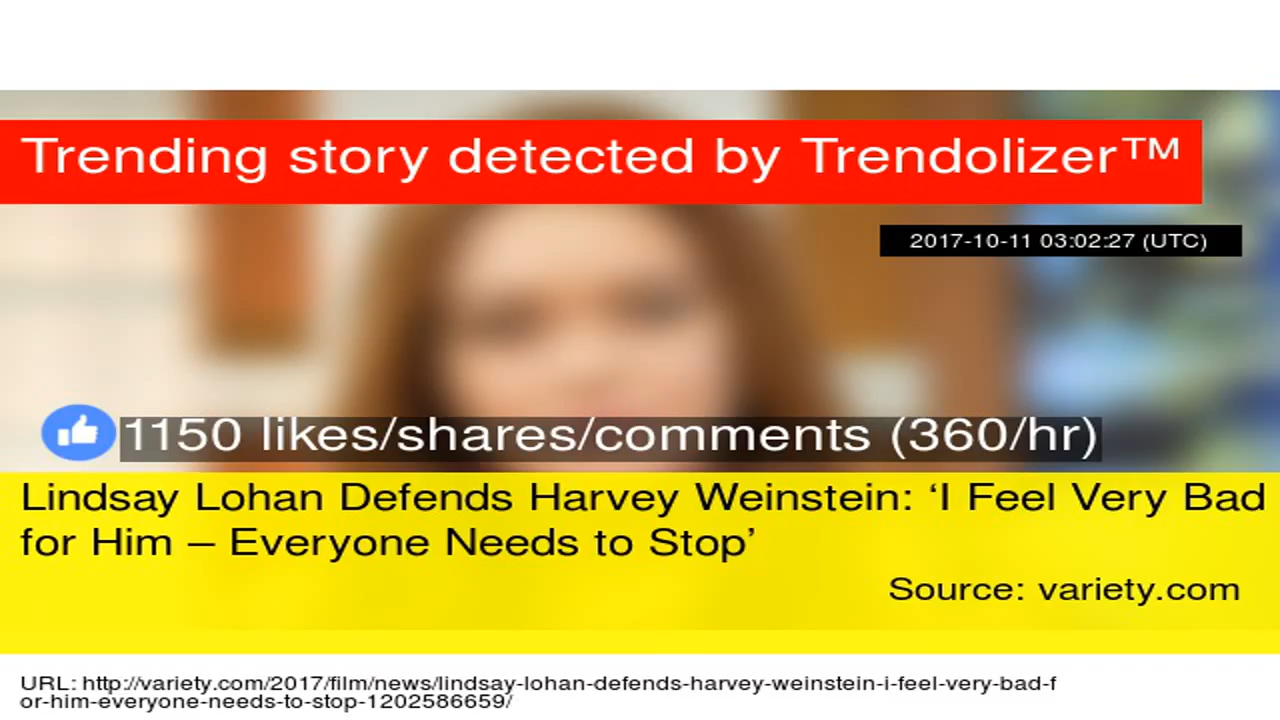 Trending story detected by Trendolizer™
2017-10-11 03:02:27 (UTC)
1150 likes/shares/comments (360/hr)
Lindsay Lohan Defends Harvey Weinstein: ‘I Feel Very Bad
for Him – Everyone Needs to Stop’
Source: variety.com
URL: http://variety.com/2017/film/news/lindsay-lohan-defends-harvey-weinstein-i-feel-very-bad-f
or-him-everyone-needs-to-stop-1202586659/